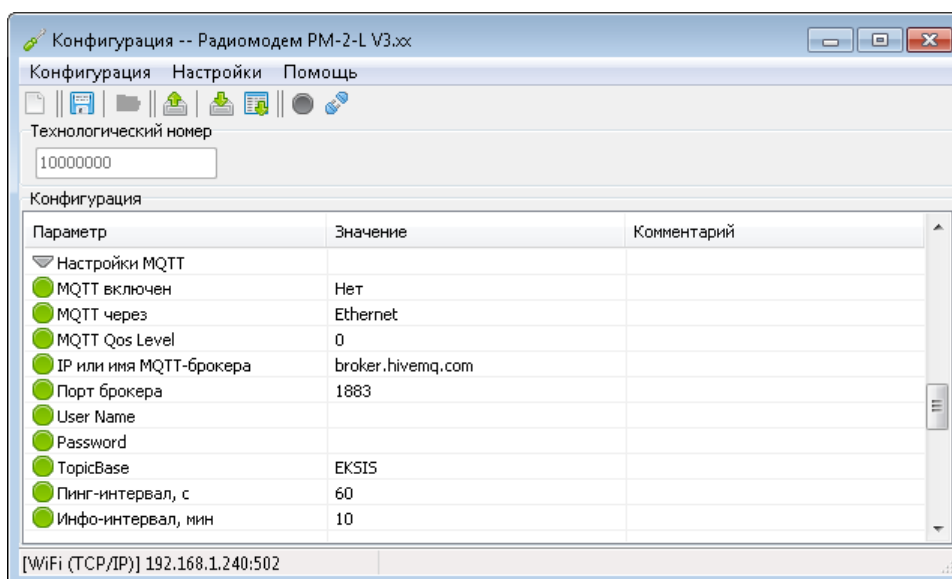 Конфигурация -- Радиомодем РМ-2-L V3.xx
Конфигурация Настройки Помощь
Технологический номер
10000000
Конфигурация
Параметр Значение Комментарий
Настройки MQTT
MQTT включен Нет
MQTT через Ethernet
MQTT Qos Level 0
IP или имя MQTT-брокера broker.hivemq.com
Порт брокера 1883
User Name
Password
TopicBase EKSIS
Пинг-интервал, с 60
Инфо-интервал, мин 10
[WiFi (TCP/IP)] 192.168.1.240:502